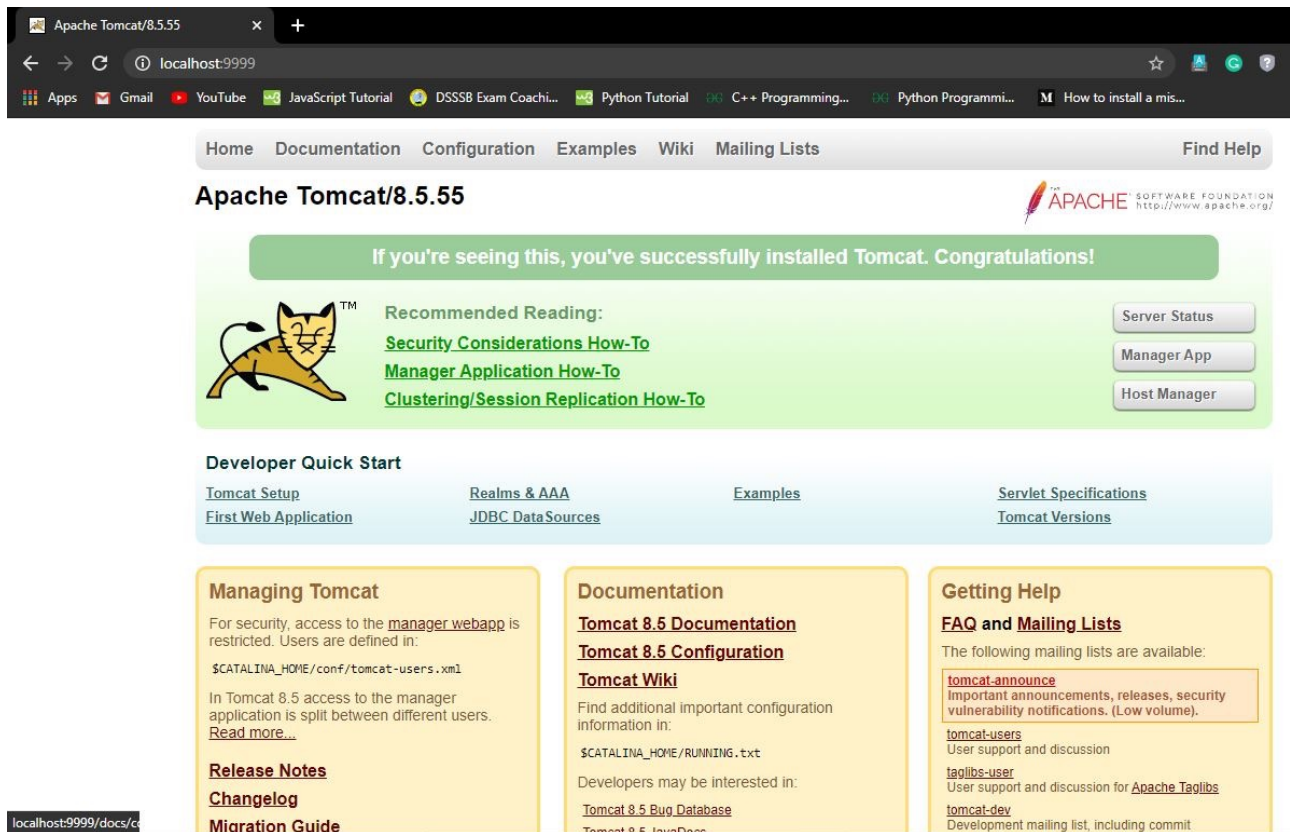 Apache Tomcat/8.5.55
localhost:9999
Apps Gmail YouTube JavaScript Tutorial DSSSB Exam Coachi... Python Tutorial C++ Programming... Python Programmi... How to install a mis...
Home Documentation Configuration Examples Wiki Mailing Lists Find Help
Apache Tomcat/8.5.55
THE APACHE SOFTWARE FOUNDATION
http://www.apache.org/
If you're seeing this, you've successfully installed Tomcat. Congratulations!
TM
Recommended Reading:
Security Considerations How-To
Manager Application How-To
Clustering/Session Replication How-To
Server Status
Manager App
Host Manager
Developer Quick Start
Tomcat Setup
First Web Application
Realms & AAA
JDBC DataSources
Examples
Servlet Specifications
Tomcat Versions
Managing Tomcat
For security, access to the manager webapp is
restricted. Users are defined in:
$CATALINA_HOME/conf/tomcat-users.xml
In Tomcat 8.5 access to the manager
application is split between different users.
Read more...
Release Notes
Changelog
Migration Guide
Documentation
Tomcat 8.5 Documentation
Tomcat 8.5 Configuration
Tomcat Wiki
Find additional important configuration
information in:
$CATALINA_HOME/RUNNING.txt
Developers may be interested in:
Tomcat 8.5 Bug Database
Tomcat 8.5 JavaDocs
Getting Help
FAQ and Mailing Lists
The following mailing lists are available:
tomcat-announce
Important announcements, releases, security
vulnerability notifications. (Low volume).
tomcat-users
User support and discussion
taglibs-user
User support and discussion for Apache Taglibs
tomcat-dev
Development mailing list, including commit
localhost:9999/docs/co